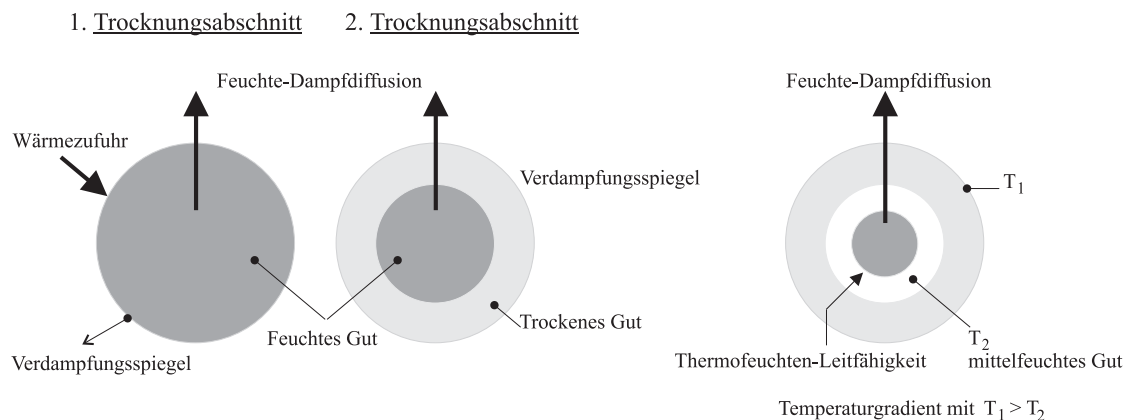 1. Trocknungsabschnitt
2. Trocknungsabschnitt
Feuchte-Dampfdiffusion
Wärmezufuhr
Verdampfungsspiegel
Feuchtes Gut
Trockenes Gut
Verdampfungsspiegel
Feuchte-Dampfdiffusion
T1
Thermofeuchten-Leitfähigkeit
T2
mittelfeuchtes Gut
Temperaturgradient mit T1 > T2